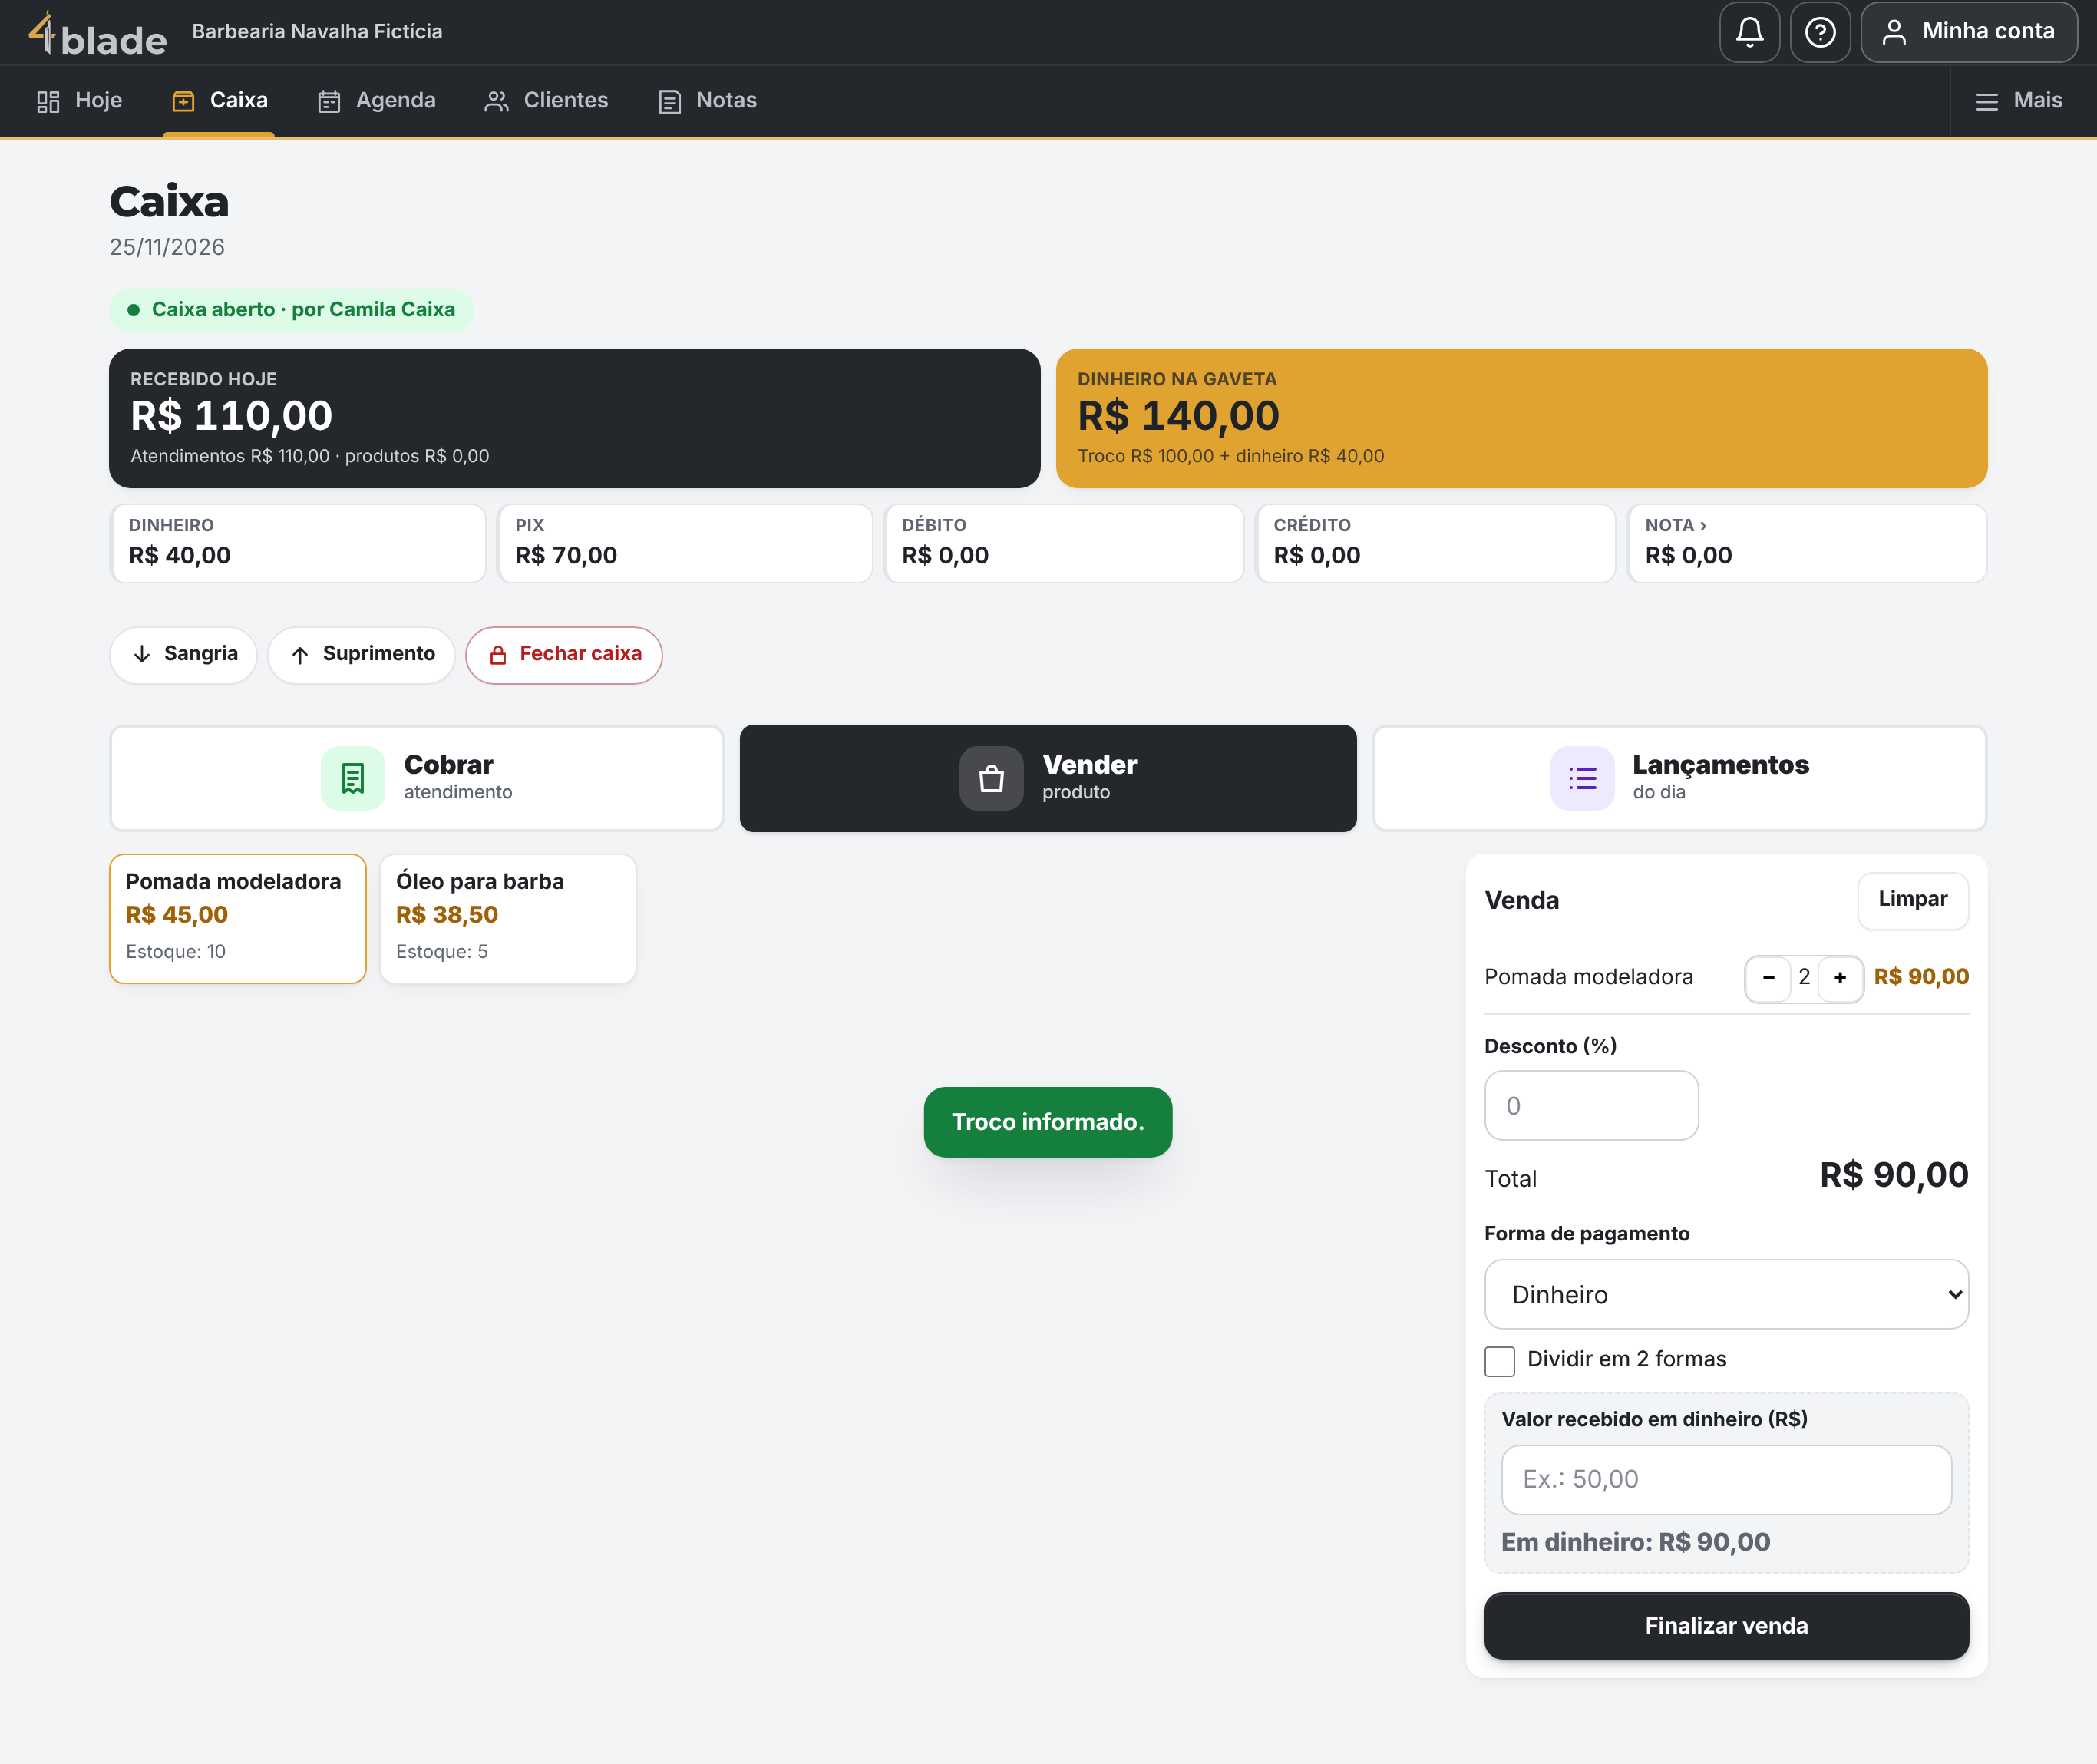 4blade
Barbearia Navalha Fictícia
Minha conta
Hoje
Caixa
Agenda
Clientes
Notas
Mais
Caixa
25/11/2026
Caixa aberto · por Camila Caixa
RECEBIDO HOJE
R$ 110,00
Atendimentos R$ 110,00 · produtos R$ 0,00
DINHEIRO NA GAVETA
R$ 140,00
Troco R$ 100,00 + dinheiro R$ 40,00
DINHEIRO
R$ 40,00
PIX
R$ 70,00
DÉBITO
R$ 0,00
CRÉDITO
R$ 0,00
NOTA ›
R$ 0,00
Sangria
Suprimento
Fechar caixa
Cobrar
atendimento
Vender
produto
Lançamentos
do dia
Pomada modeladora
R$ 45,00
Estoque: 10
Óleo para barba
R$ 38,50
Estoque: 5
Troco informado.
Venda
Limpar
Pomada modeladora − 2 + R$ 90,00
Desconto (%)
0
Total R$ 90,00
Forma de pagamento
Dinheiro
Dividir em 2 formas
Valor recebido em dinheiro (R$)
Ex.: 50,00
Em dinheiro: R$ 90,00
Finalizar venda